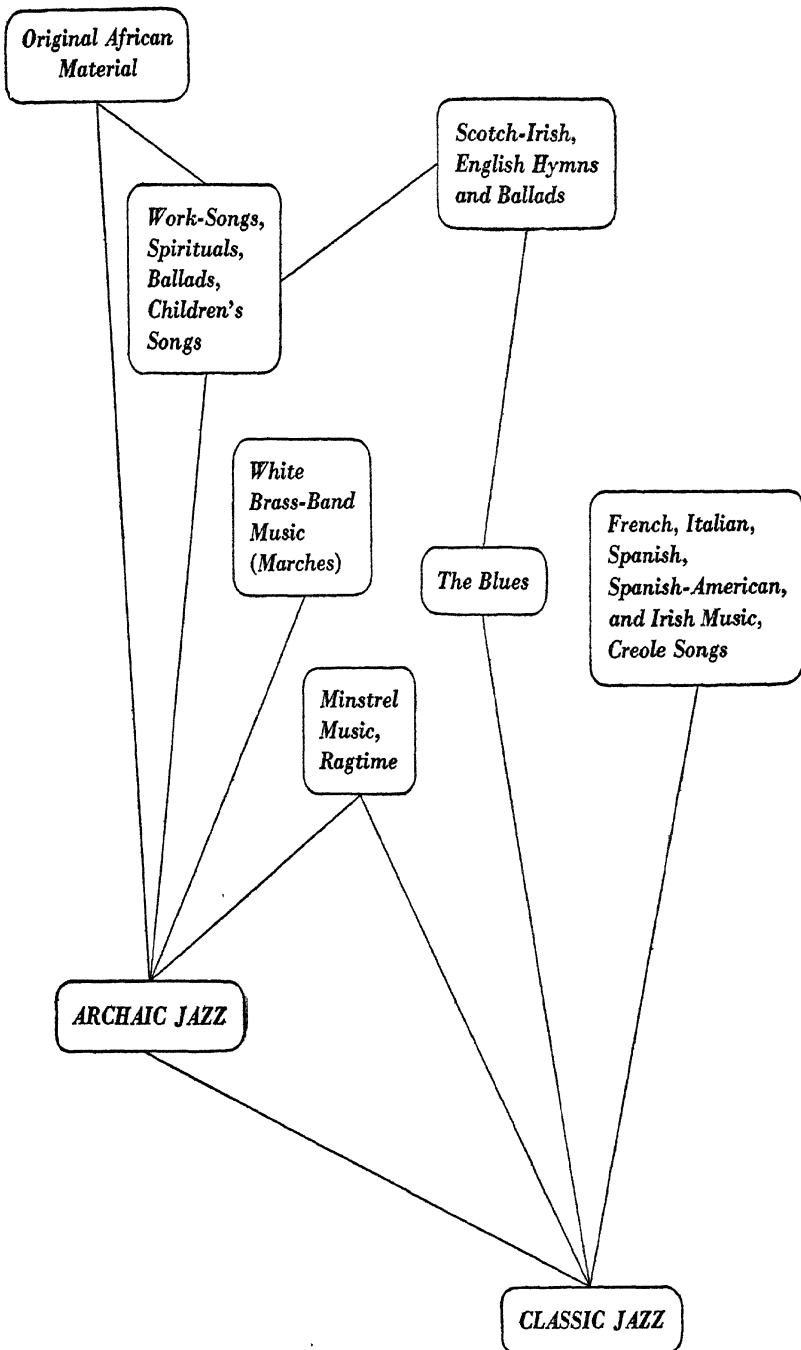 Original African
Material
Scotch-Irish,
English Hymns
and Ballads
Work-Songs,
Spirituals,
Ballads,
Children's
Songs
White
Brass-Band
Music
(Marches)
French, Italian,
Spanish,
Spanish-American,
and Irish Music,
Creole Songs
The Blues
Minstrel
Music,
Ragtime
ARCHAIC JAZZ
CLASSIC JAZZ